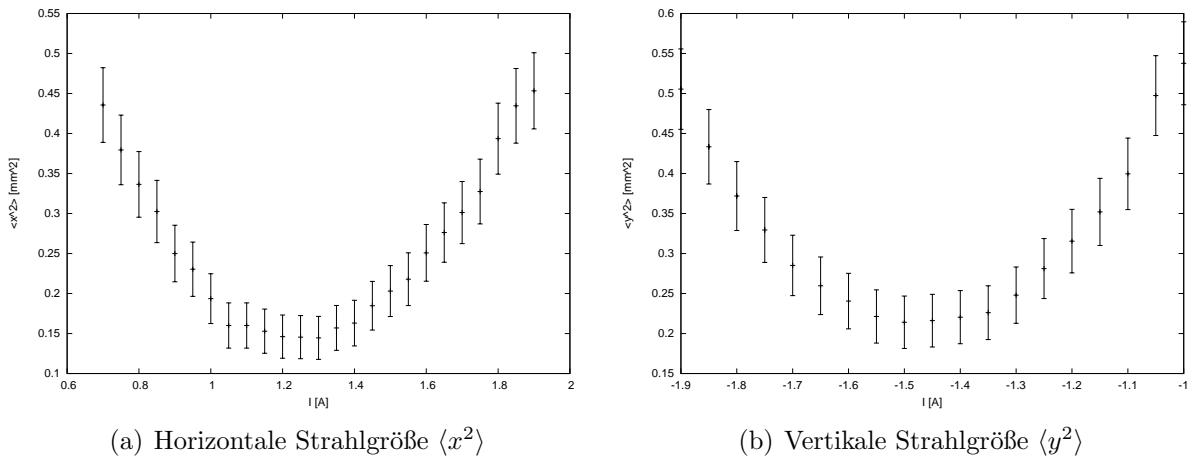 0.55
0.5
0.45
0.4
0.35
0.3
0.25
0.2
0.15
0.1
<x^2> [mm^2]
0.6 0.8 1 1.2 1.4 1.6 1.8 2
I [A]
(a) Horizontale Strahlgröße ⟨x²⟩
0.6
0.55
0.5
0.45
0.4
0.35
0.3
0.25
0.2
0.15
<y^2> [mm^2]
-1.9 -1.8 -1.7 -1.6 -1.5 -1.4 -1.3 -1.2 -1.1 -1
I [A]
(b) Vertikale Strahlgröße ⟨y²⟩